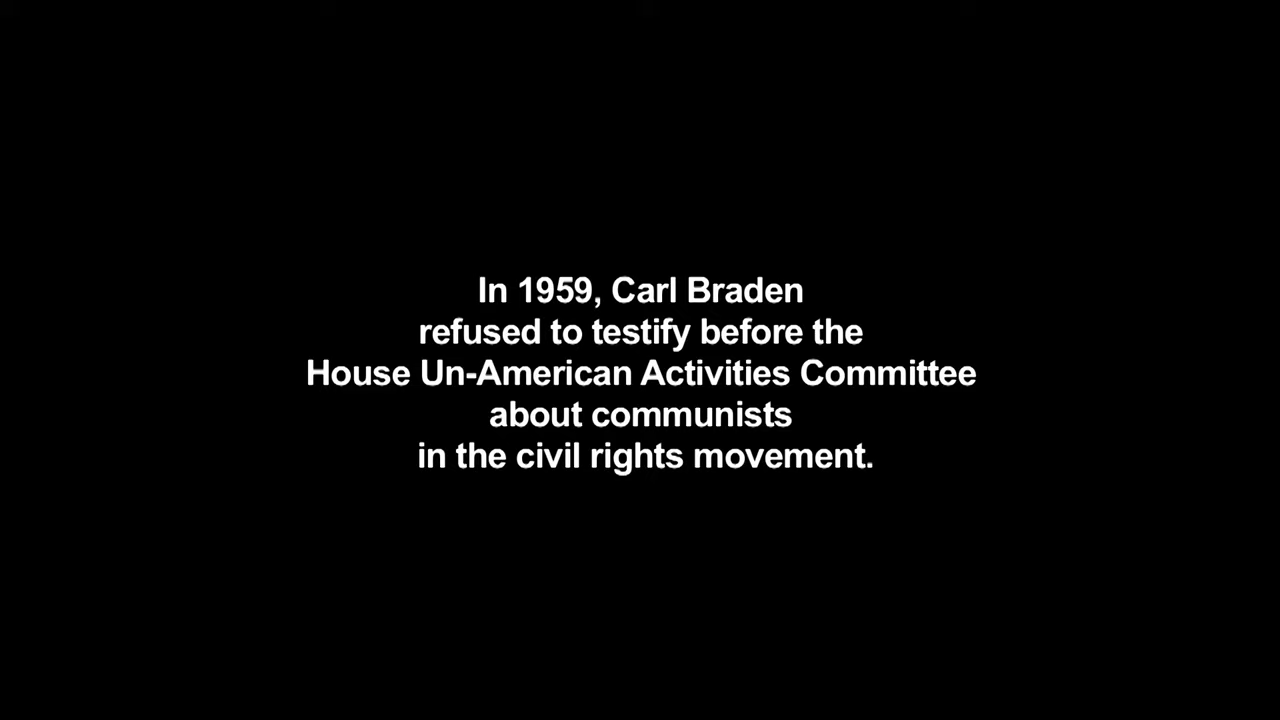 In 1959, Carl Braden
refused to testify before the
House Un-American Activities Committee
about communists
in the civil rights movement.